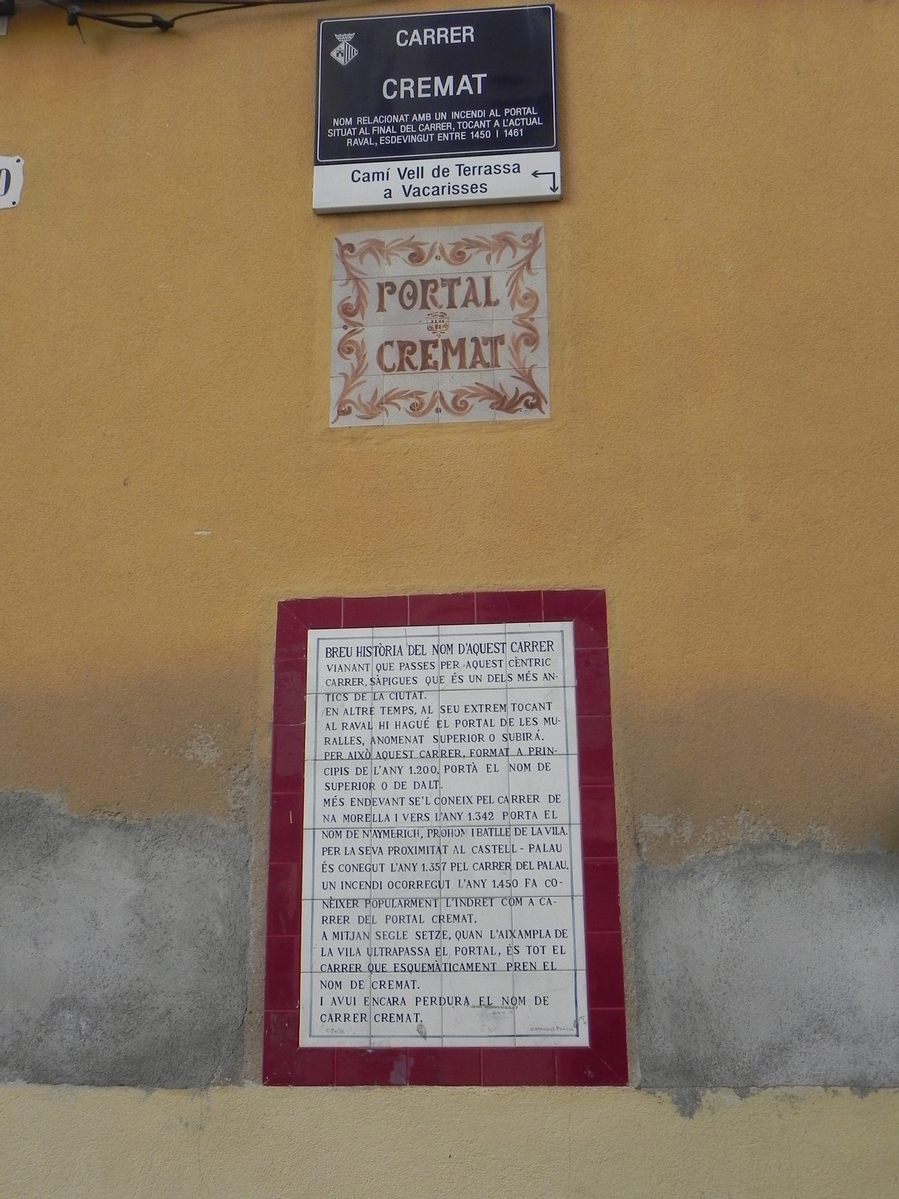 CARRER
CREMAT
NOM RELACIONAT AMB UN INCENDI AL PORTAL
SITUAT AL FINAL DEL CARRER, TOCANT A L'ACTUAL
RAVAL, ESDEVINGUT ENTRE 1450 I 1461
Camí Vell de Terrassa
a Vacarisses
PORTAL
CREMAT
BREU HISTÒRIA DEL NOM D'AQUEST CARRER
VIANANT QUE PASSES PER AQUEST CÈNTRIC
CARRER, SÀPIGUES QUE ÉS UN DELS MÉS AN-
TICS DE LA CIUTAT.
EN ALTRE TEMPS, AL SEU EXTREM TOCANT
AL RAVAL HI HAGUÉ EL PORTAL DE LES MU-
RALLES, ANOMENAT SUPERIOR O SUBIRÁ.
PER AIXÒ AQUEST CARRER, FORMAT A PRIN-
CIPIS DE L'ANY 1.200, PORTÀ EL NOM DE
SUPERIOR O DE DALT.
MÉS ENDEVANT SE'L CONEIX PEL CARRER DE
NA MORELLA I VERS L'ANY 1.342 PORTA EL
NOM DE N'AYMERICH, PROHOM I BATLLE DE LA VILA.
PER LA SEVA PROXIMITAT AL CASTELL-PALAU
ÉS CONEGUT L'ANY 1.357 PEL CARRER DEL PALAU.
UN INCENDI OCORREGUT L'ANY 1.450 FA CO-
NÈIXER POPULARMENT L'INDRET COM A CA-
RRER DEL PORTAL CREMAT.
A MITJAN SEGLE SETZE, QUAN L'AIXAMPLA DE
LA VILA ULTRAPASSA EL PORTAL, ÉS TOT EL
CARRER QUE ESQUEMÀTICAMENT PREN EL
NOM DE CREMAT.
I AVUI ENCARA PERDURA EL NOM DE
CARRER CREMAT.